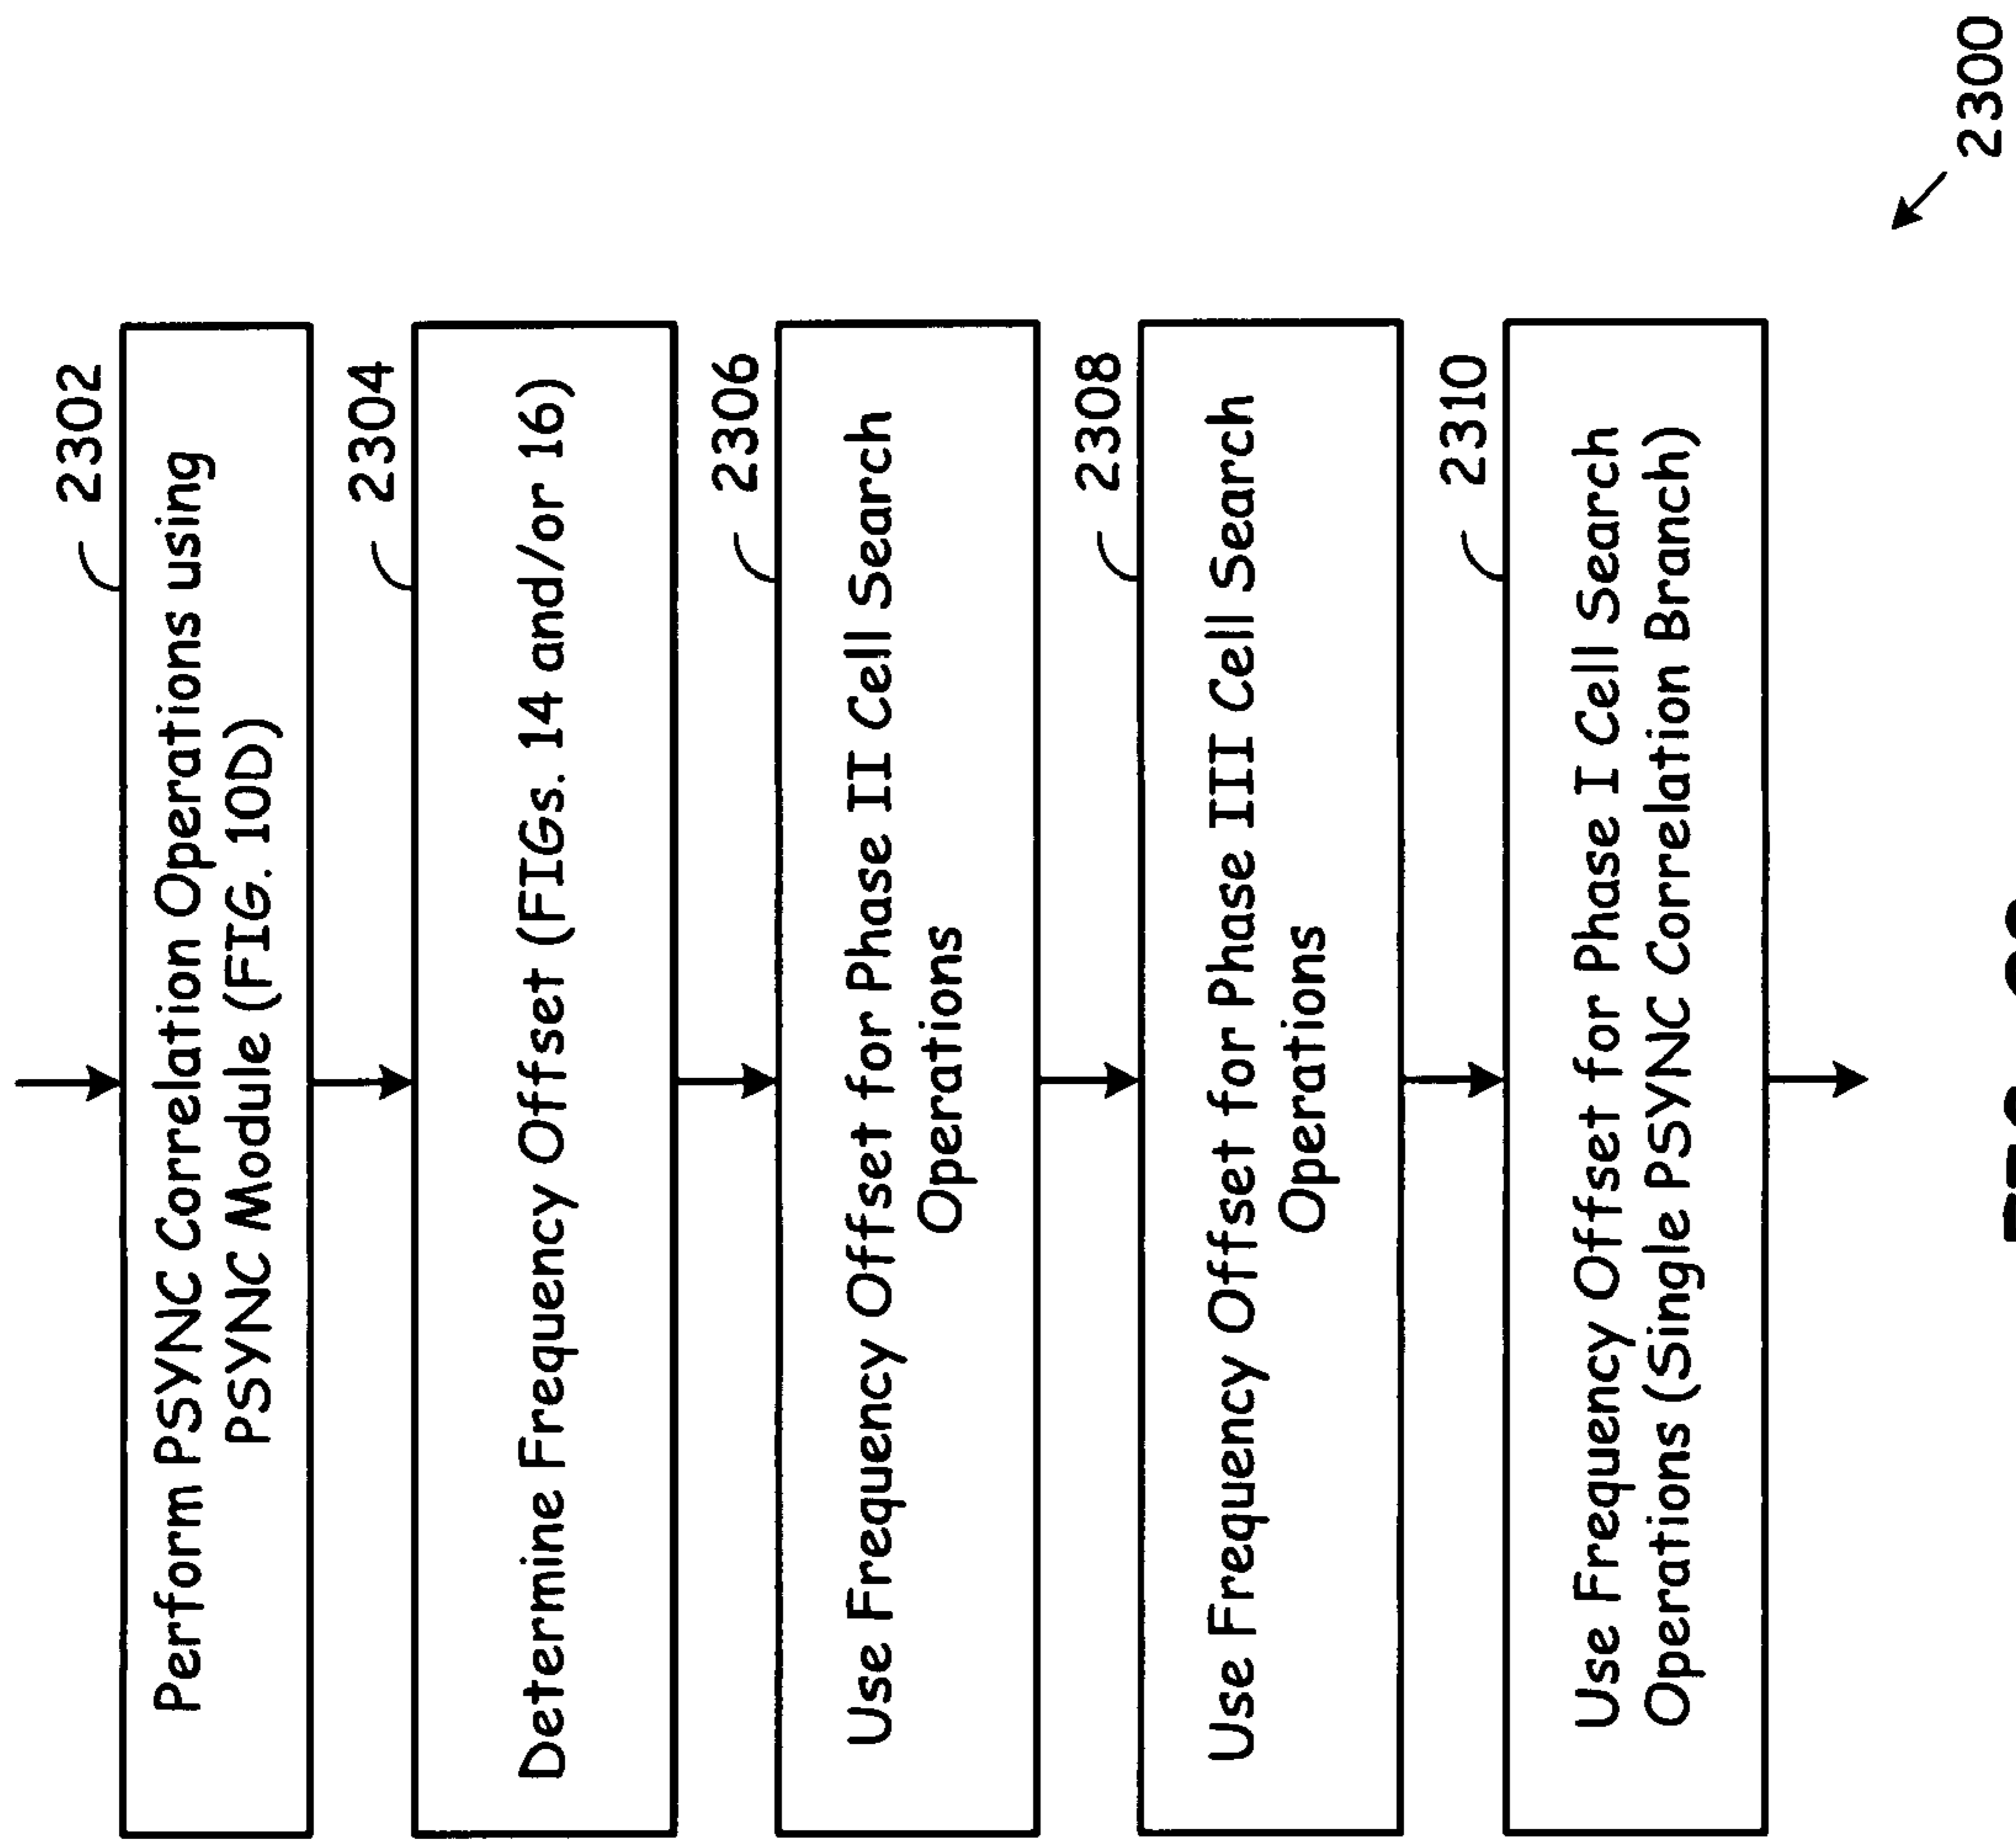 2302
Perform PSYNC Correlation Operations using
PSYNC Module (FIG. 10D)
2304
Determine Frequency Offset (FIGs. 14 and/or 16)
2306
Use Frequency Offset for Phase II Cell Search
Operations
2308
Use Frequency Offset for Phase III Cell Search
Operations
2310
Use Frequency Offset for Phase I Cell Search
Operations (Single PSYNC Correlation Branch)
2300